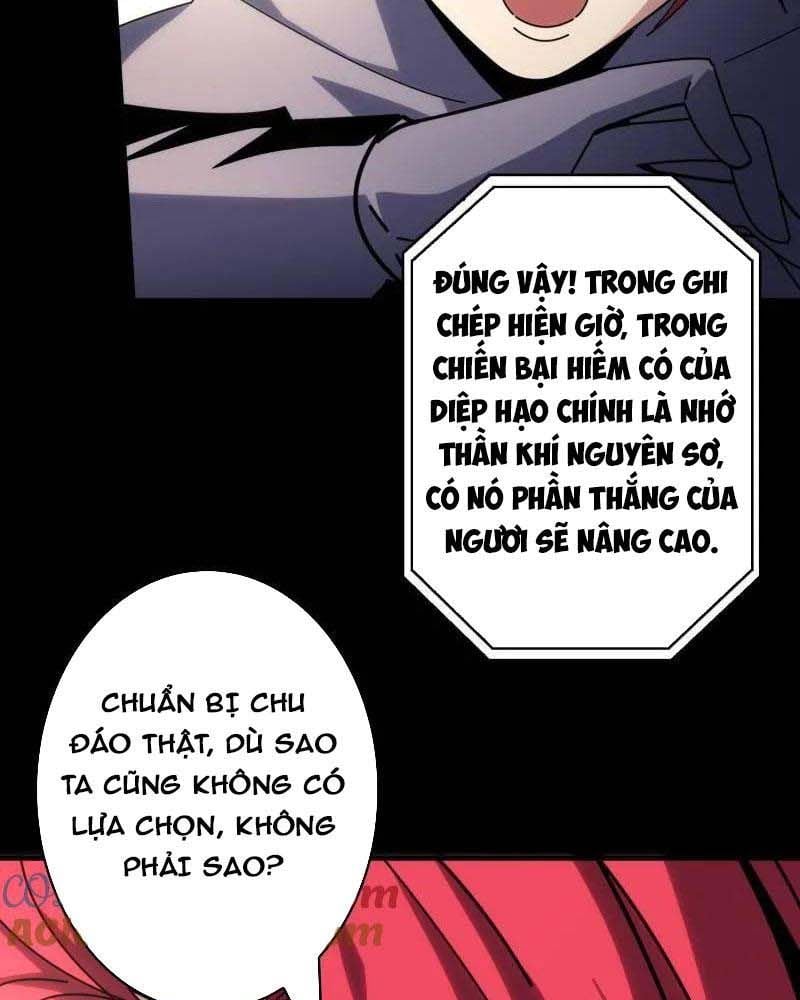 ĐÚNG VẬY! TRONG GHI
CHÉP HIỆN GIỜ, TRONG
CHIẾN BẠI HIẾM CÓ CỦA
DIỆP HẠO CHÍNH LÀ NHỚ
THẦN KHÍ NGUYÊN SƠ,
CÓ NÓ PHẦN THẮNG CỦA
NGƯƠI SẼ NÂNG CAO.
CHUẨN BỊ CHU
ĐÁO THẬT, DÙ SAO
TA CŨNG KHÔNG CÓ
LỰA CHỌN, KHÔNG
PHẢI SAO?